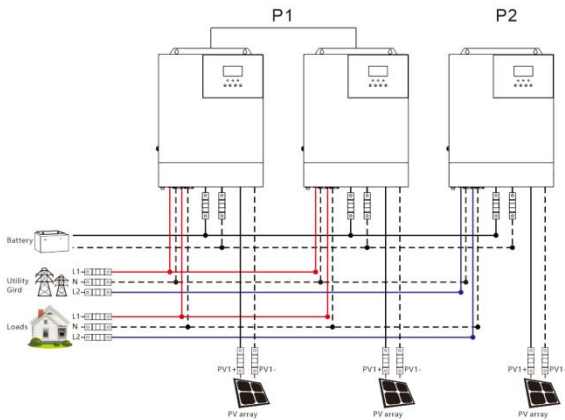 P1 P2
Battery
Utility
Gird
L1
N
L2
Loads
L1
N
L2
PV1+ PV1- PV1+ PV1- PV1+ PV1-
PV array PV array PV array